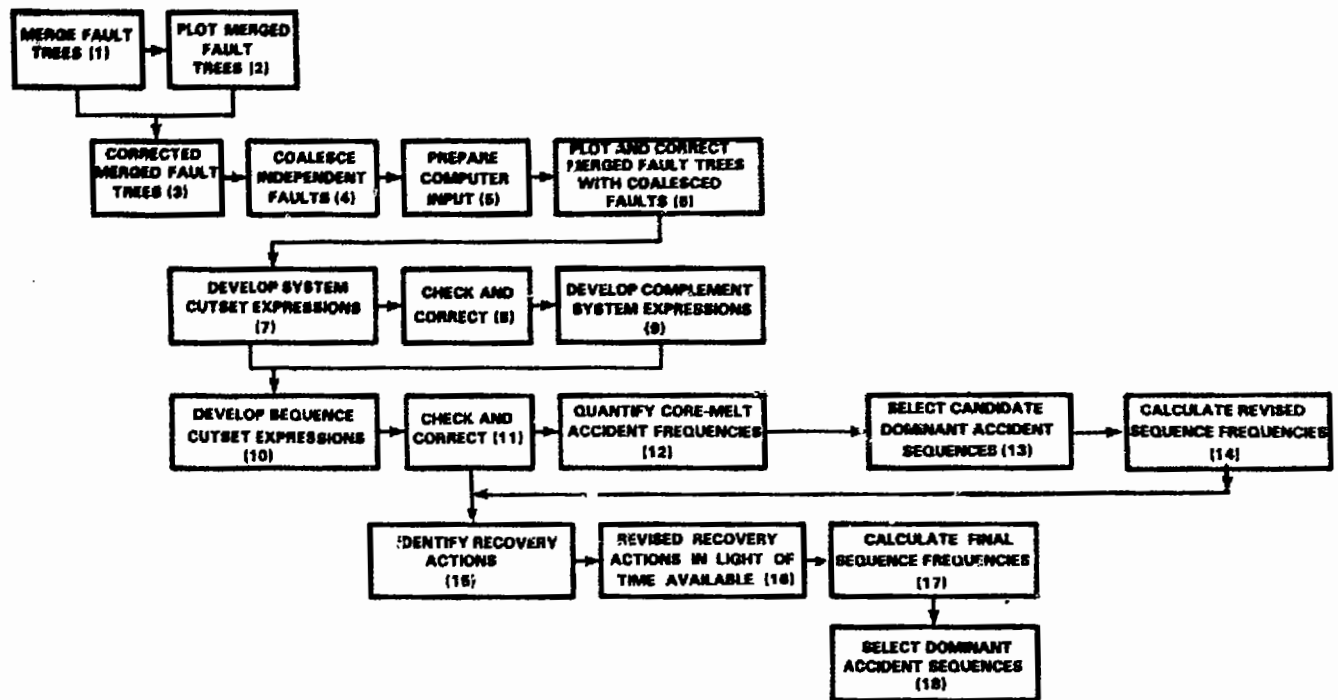 MERGE FAULT
TREES (1)
PLOT MERGED
FAULT
TREES (2)
CORRECTED
MERGED FAULT
TREES (3)
COALESCE
INDEPENDENT
FAULTS (4)
PREPARE
COMPUTER
INPUT (5)
PLOT AND CORRECT
MERGED FAULT TREES
WITH COALESCED
FAULTS (6)
DEVELOP SYSTEM
CUTSET EXPRESSIONS
(7)
CHECK AND
CORRECT (8)
DEVELOP COMPLEMENT
SYSTEM EXPRESSIONS
(9)
DEVELOP SEQUENCE
CUTSET EXPRESSIONS
(10)
CHECK AND
CORRECT (11)
QUANTIFY CORE-MELT
ACCIDENT FREQUENCIES
(12)
SELECT CANDIDATE
DOMINANT ACCIDENT
SEQUENCES (13)
CALCULATE REVISED
SEQUENCE FREQUENCIES
(14)
IDENTIFY RECOVERY
ACTIONS
(15)
REVISED RECOVERY
ACTIONS IN LIGHT OF
TIME AVAILABLE (16)
CALCULATE FINAL
SEQUENCE FREQUENCIES
(17)
SELECT DOMINANT
ACCIDENT SEQUENCES
(18)